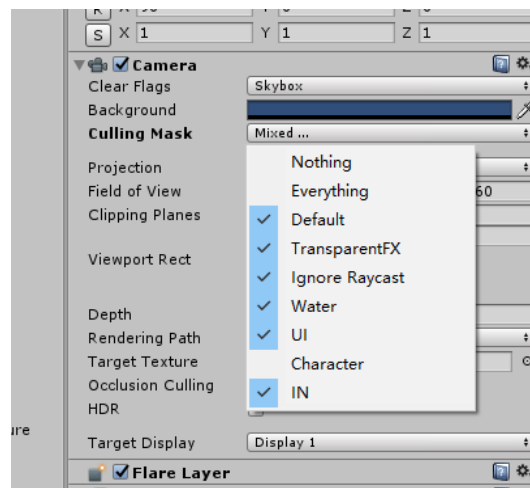 S X 1 Y 1 Z 1
Camera
Clear Flags Skybox
Background
Culling Mask Mixed ...
Nothing
Projection
Field of View Everything 60
Clipping Planes Default
TransparentFX
Viewport Rect Ignore Raycast
Water
Depth
Rendering Path UI
Target Texture Character
Occlusion Culling IN
HDR
ure
Target Display Display 1
Flare Layer